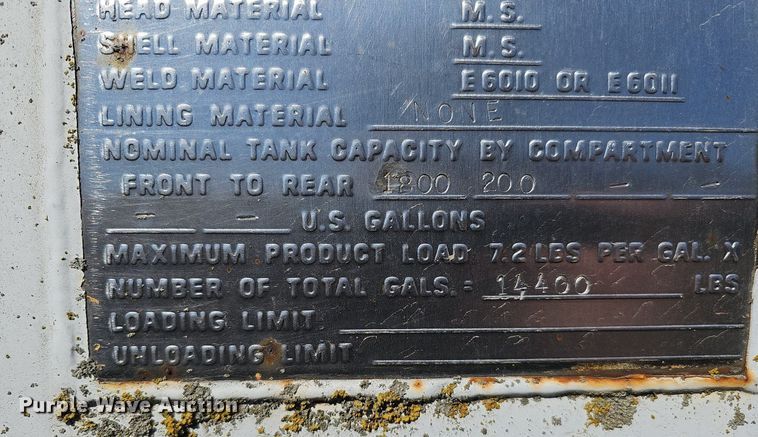 HEAD MATERIAL M.S.
SHELL MATERIAL M.S.
WELD MATERIAL E6010 OR E6011
LINING MATERIAL NONE
NOMINAL TANK CAPACITY BY COMPARTMENT
FRONT TO REAR 1800 200 - -
- - U.S. GALLONS
MAXIMUM PRODUCT LOAD 7.2 LBS PER GAL. X
NUMBER OF TOTAL GALS. = 14,400 LBS
LOADING LIMIT
UNLOADING LIMIT
Purple Wave Auction